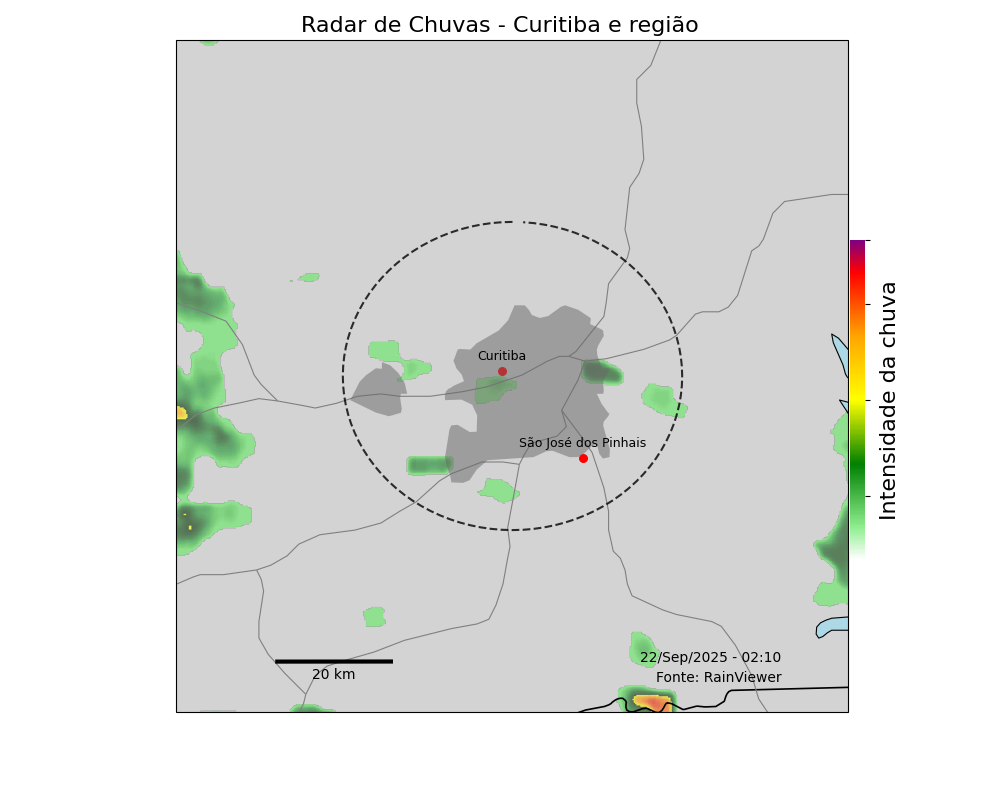 Radar de Chuvas - Curitiba e região
Curitiba
São José dos Pinhais
Intensidade da chuva
22/Sep/2025 - 02:10
20 km
Fonte: RainViewer